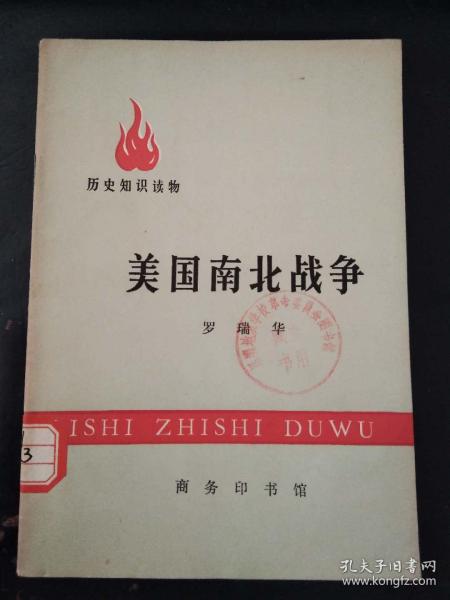 历史知识读物
美国南北战争
罗瑞华
ISHI ZHISHI DUWU
3
商务印书馆
孔夫子旧书网
www.kongfz.com